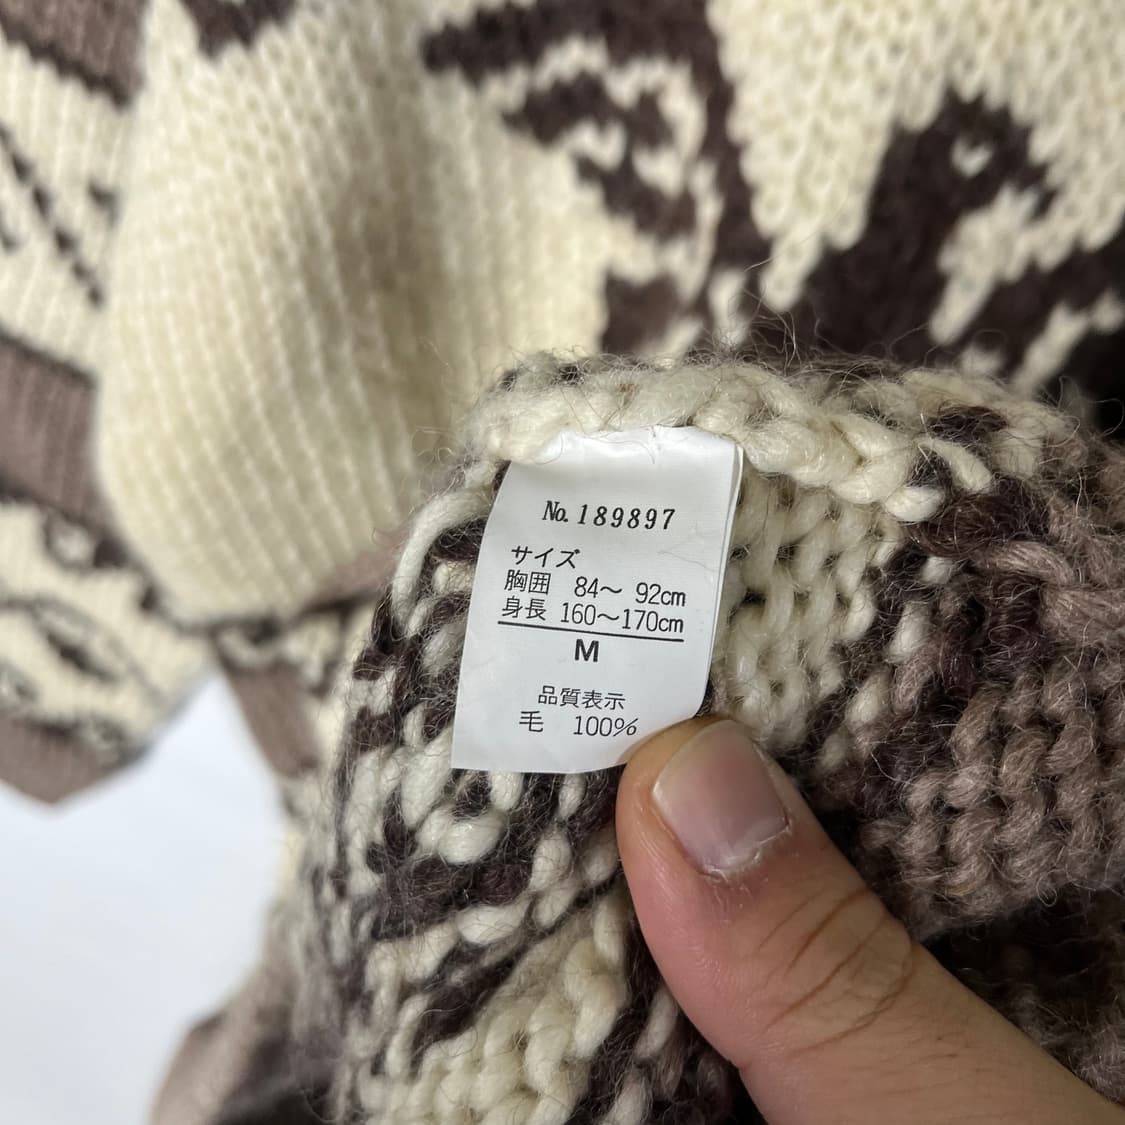 No. 189897
サイズ
胸囲 84～ 92cm
身長 160～170cm
M
品質表示
毛 100%